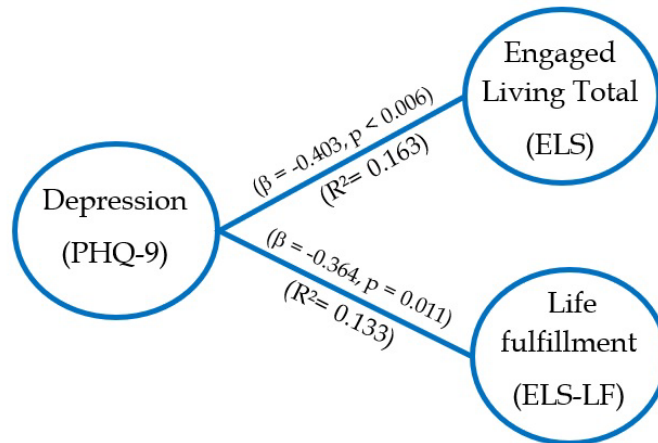 Engaged
Living Total
(ELS)
(β = -0.403, p < 0.006)
(R²= 0.163)
Depression
(PHQ-9)
(β = -0.364, p = 0.011)
(R²= 0.133)
Life
fulfillment
(ELS-LF)